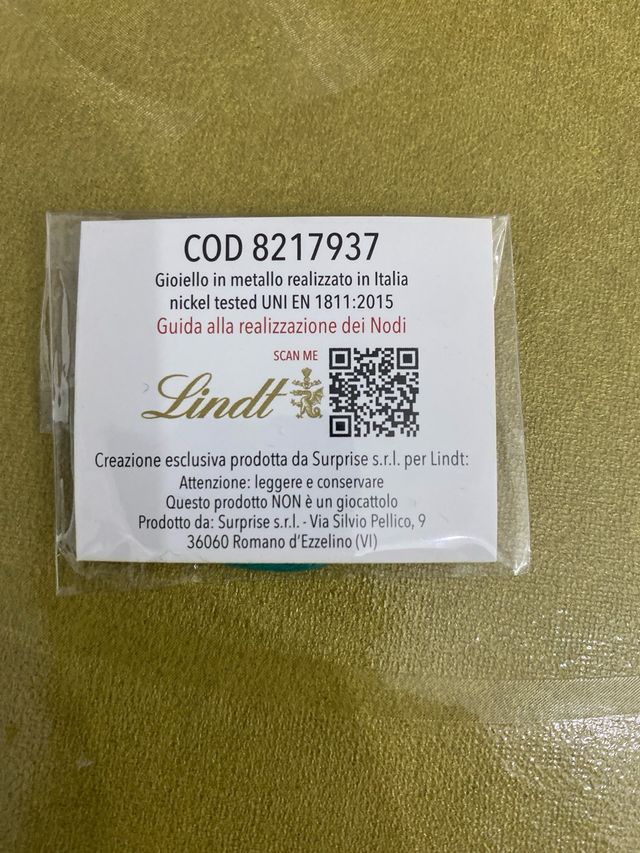 COD 8217937
Gioiello in metallo realizzato in Italia
nickel tested UNI EN 1811:2015
Guida alla realizzazione dei Nodi
SCAN ME
Lindt
Creazione esclusiva prodotta da Surprise s.r.l. per Lindt:
Attenzione: leggere e conservare
Questo prodotto NON è un giocattolo
Prodotto da: Surprise s.r.l. - Via Silvio Pellico, 9
36060 Romano d'Ezzelino (VI)